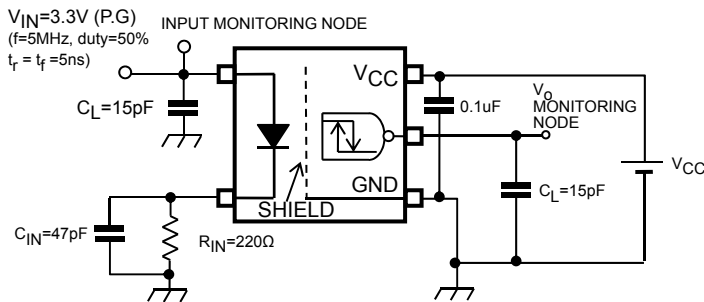 VIN=3.3V (P.G)
(f=5MHz, duty=50%
tr = tf =5ns)
INPUT MONITORING NODE
CL=15pF
CIN=47pF
RIN=220Ω
SHIELD
VCC
GND
0.1uF
Vo
MONITORING
NODE
CL=15pF
VCC